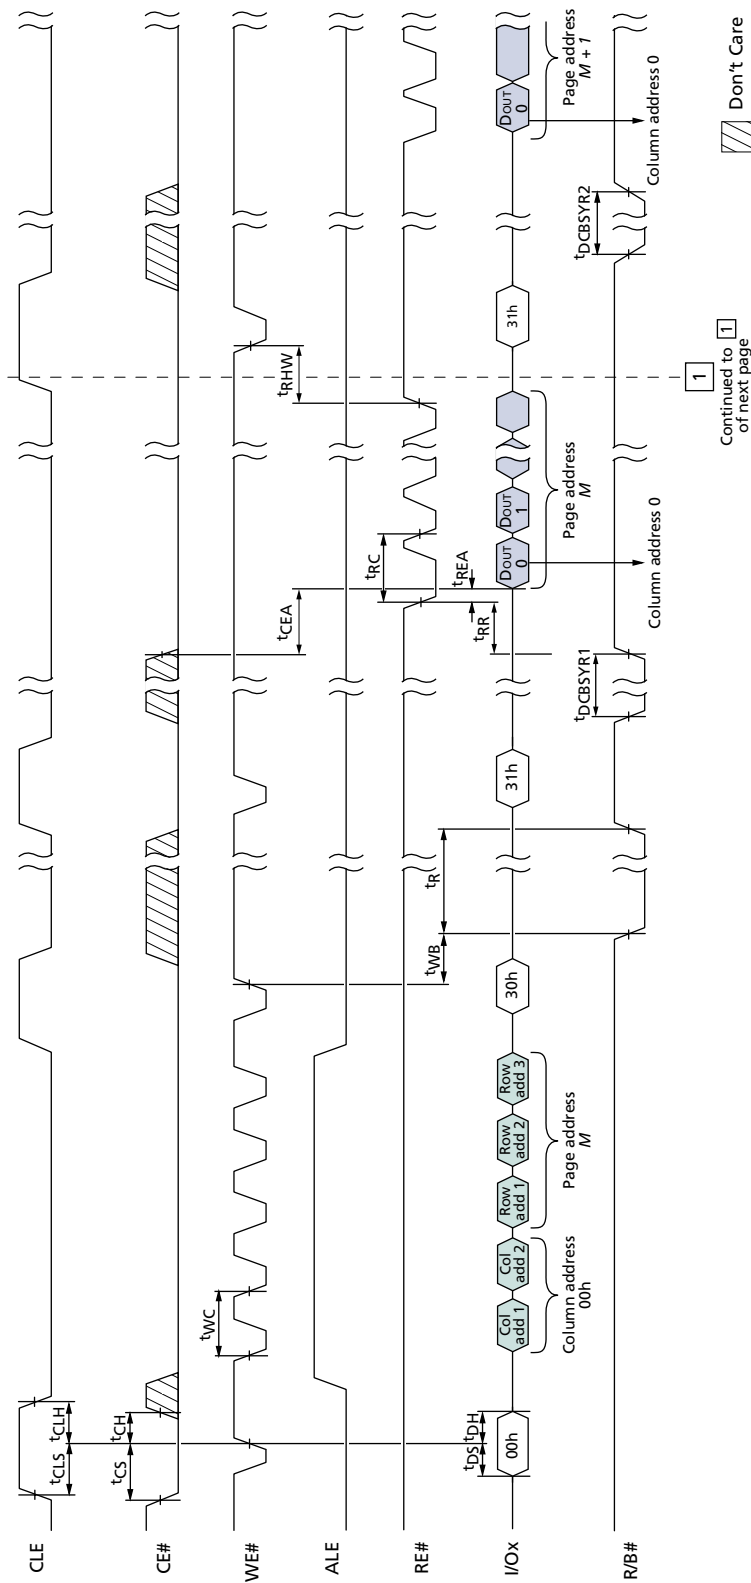 CLE
tCLS
tCLH
CE#
tCS
tCH
WE#
tWC
tRHW
ALE
tCEA
RE#
tWB
tR
tRR
tREA
tRC
I/Ox
tDS
tDH
00h
Col
add 1
Col
add 2
Row
add 1
Row
add 2
Row
add 3
30h
31h
DOUT
0
DOUT
1
31h
DOUT
0
Column address
00h
Page address
M
Page address
M
Page address
M + 1
R/B#
tDCBSYR1
Column address 0
tDCBSYR2
Column address 0
1
Continued to 1
of next page
Don't Care